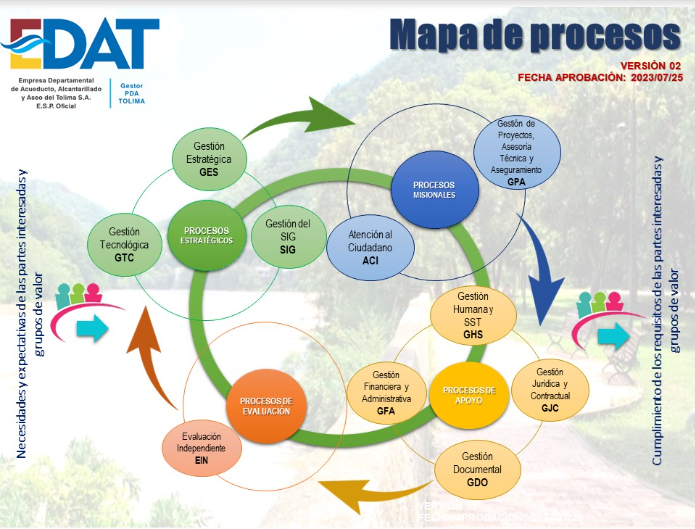 EDAT
Empresa Departamental
de Acueducto, Alcantarillado
y Aseo del Tolima S.A.
E.S.P. Oficial
Gestor
PDA
TOLIMA
Mapa de procesos
VERSIÓN 02
FECHA APROBACIÓN: 2023/07/25
Necesidades y expectativas de las partes interesadas y
grupos de valor
Gestión
Estratégica
GES
PROCESOS
ESTRATÉGICOS
Gestión
Tecnológica
GTC
Gestión del
SIG
SIG
PROCESOS
MISIONALES
Gestión de
Proyectos,
Asesoría
Técnica y
Aseguramiento
GPA
Atención al
Ciudadano
ACI
Gestión
Humana y
SST
GHS
Gestión
Financiera y
Administrativa
GFA
PROCESOS DE
APOYO
Gestión
Jurídica y
Contractual
GJC
Gestión
Documental
GDO
PROCESOS DE
EVALUACIÓN
Evaluación
Independiente
EIN
Cumplimiento de los requisitos de las partes interesadas y
grupos de valor